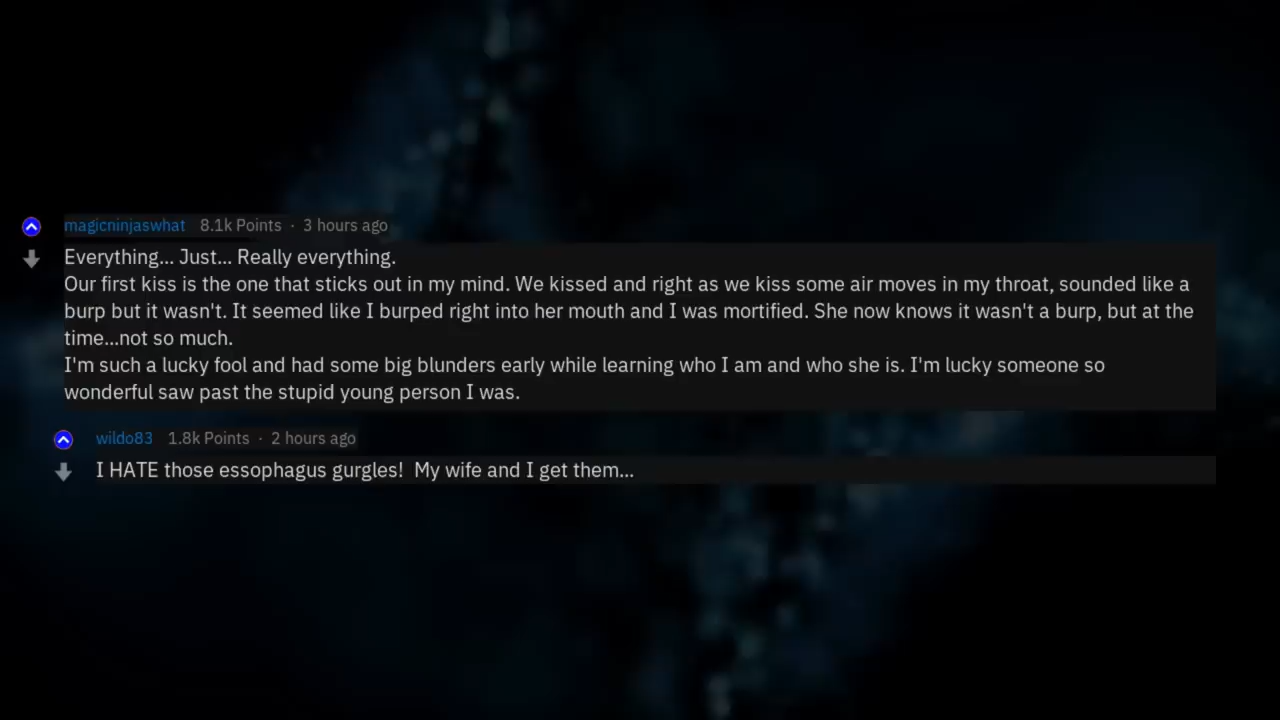 magicninjaswhat 8.1k Points · 3 hours ago
Everything... Just... Really everything.
Our first kiss is the one that sticks out in my mind. We kissed and right as we kiss some air moves in my throat, sounded like a
burp but it wasn't. It seemed like I burped right into her mouth and I was mortified. She now knows it wasn't a burp, but at the
time...not so much.
I'm such a lucky fool and had some big blunders early while learning who I am and who she is. I'm lucky someone so
wonderful saw past the stupid young person I was.
wildo83 1.8k Points · 2 hours ago
I HATE those essophagus gurgles!  My wife and I get them...